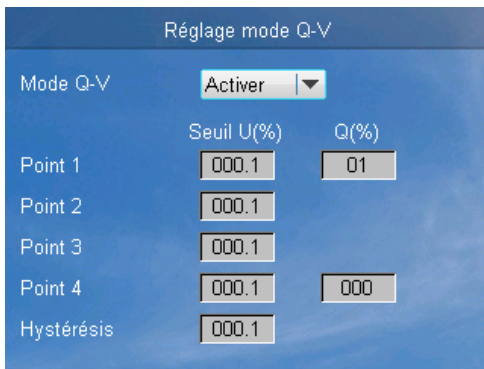 Réglage mode Q-V
Mode Q-V Activer
Seuil U(%) Q(%)
Point 1 000.1 01
Point 2 000.1
Point 3 000.1
Point 4 000.1 000
Hystérésis 000.1